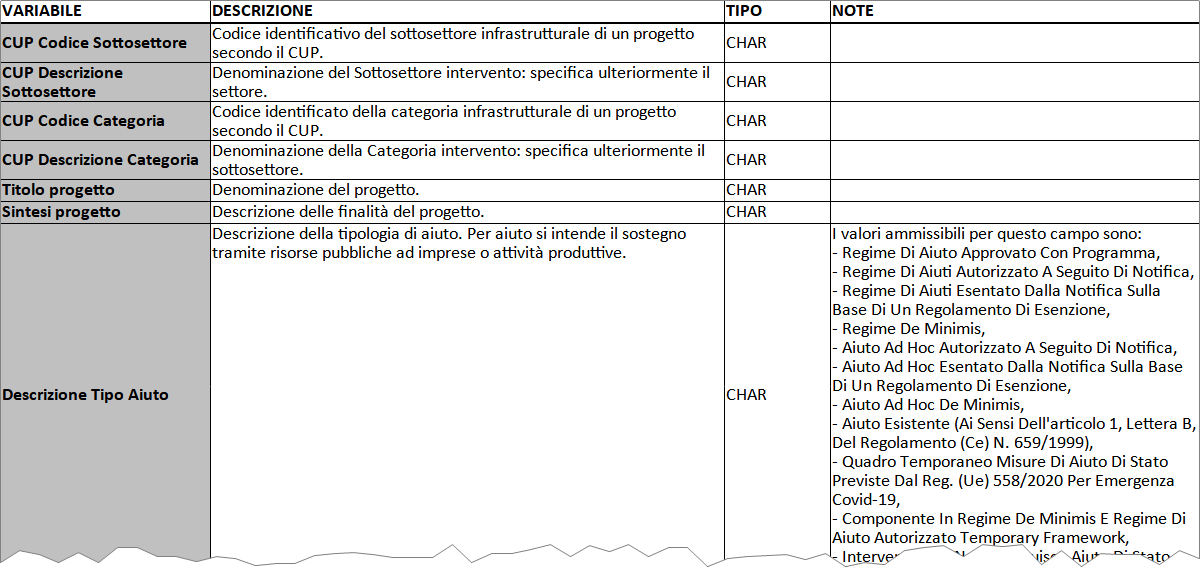 VARIABILE DESCRIZIONE TIPO NOTE
CUP Codice Sottosettore
Codice identificativo del sottosettore infrastrutturale di un progetto
secondo il CUP.
CHAR
CUP Descrizione
Sottosettore
Denominazione del Sottosettore intervento: specifica ulteriormente il
settore.
CHAR
CUP Codice Categoria
Codice identificato della categoria infrastrutturale di un progetto
secondo il CUP.
CHAR
CUP Descrizione Categoria
Denominazione della Categoria intervento: specifica ulteriormente il
sottosettore.
CHAR
Titolo progetto
Denominazione del progetto.
CHAR
Sintesi progetto
Descrizione delle finalità del progetto.
CHAR
Descrizione Tipo Aiuto
Descrizione della tipologia di aiuto. Per aiuto si intende il sostegno
tramite risorse pubbliche ad imprese o attività produttive.
CHAR
I valori ammissibili per questo campo sono:
- Regime Di Aiuto Approvato Con Programma,
- Regime Di Aiuti Autorizzato A Seguito Di Notifica,
- Regime Di Aiuti Esentato Dalla Notifica Sulla
Base Di Un Regolamento Di Esenzione,
- Regime De Minimis,
- Aiuto Ad Hoc Autorizzato A Seguito Di Notifica,
- Aiuto Ad Hoc Esentato Dalla Notifica Sulla Base
Di Un Regolamento Di Esenzione,
- Aiuto Ad Hoc De Minimis,
- Aiuto Esistente (Ai Sensi Dell'articolo 1, Lettera B,
Del Regolamento (Ce) N. 659/1999),
- Quadro Temporaneo Misure Di Aiuto Di Stato
Previste Dal Reg. (Ue) 558/2020 Per Emergenza
Covid-19,
- Componente In Regime De Minimis E Regime Di
Aiuto Autorizzato Temporary Framework,
- Aiu Di Stato